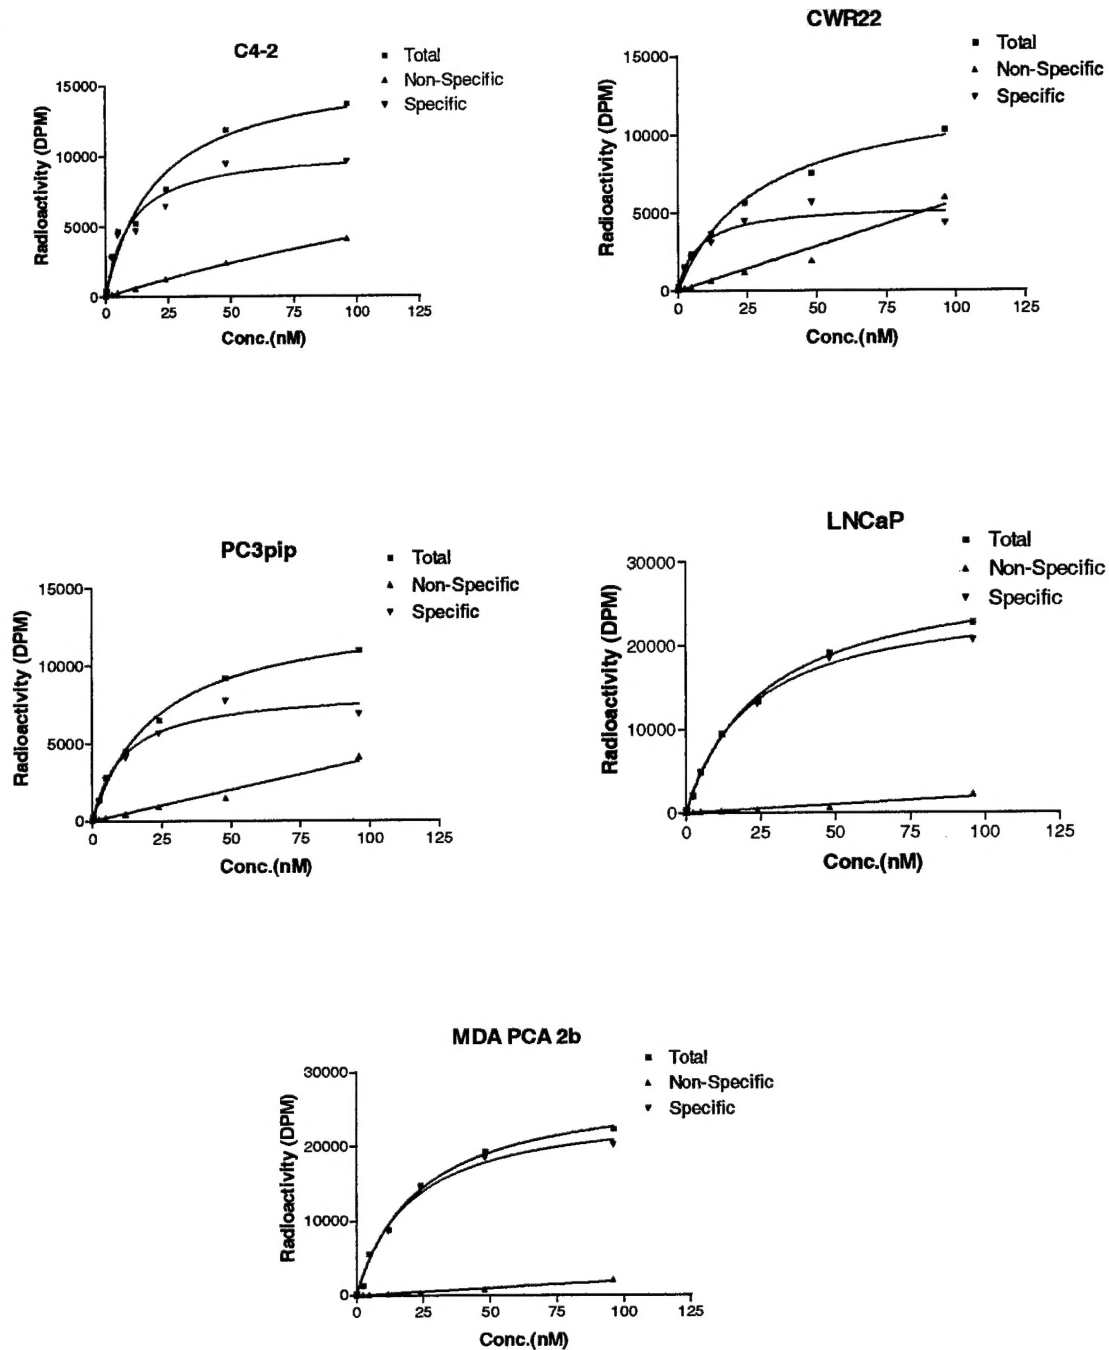 C4-2
Total
Non-Specific
Specific
15000
10000
5000
0
0 25 50 75 100 125
Radioactivity (DPM)
Conc.(nM)
CWR22
Total
Non-Specific
Specific
15000
10000
5000
0
0 25 50 75 100 125
Radioactivity (DPM)
Conc.(nM)
PC3pip
Total
Non-Specific
Specific
15000
10000
5000
0
0 25 50 75 100 125
Radioactivity (DPM)
Conc.(nM)
LNCaP
Total
Non-Specific
Specific
30000
20000
10000
0
0 25 50 75 100 125
Radioactivity (DPM)
Conc.(nM)
MDA PCA 2b
Total
Non-Specific
Specific
30000
20000
10000
0
0 25 50 75 100 125
Radioactivity (DPM)
Conc.(nM)